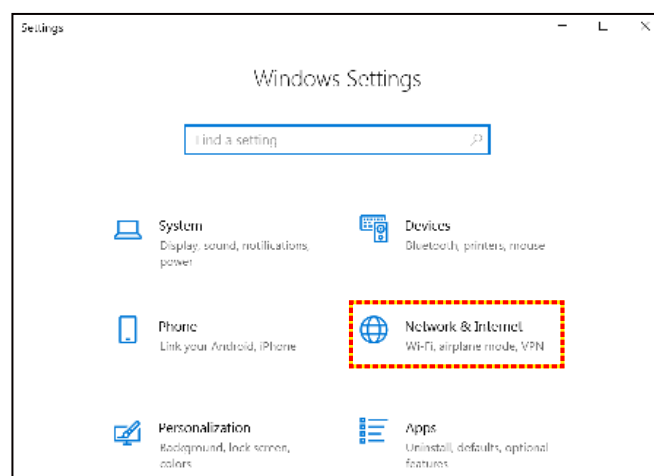 Settings
Windows Settings
Find a setting
System
Display, sound, notifications,
power
Devices
Bluetooth, printers, mouse
Phone
Link your Android, iPhone
Network & Internet
Wi-Fi, airplane mode, VPN
Personalization
Background, lock screen,
colors
Apps
Uninstall, defaults, optional
features